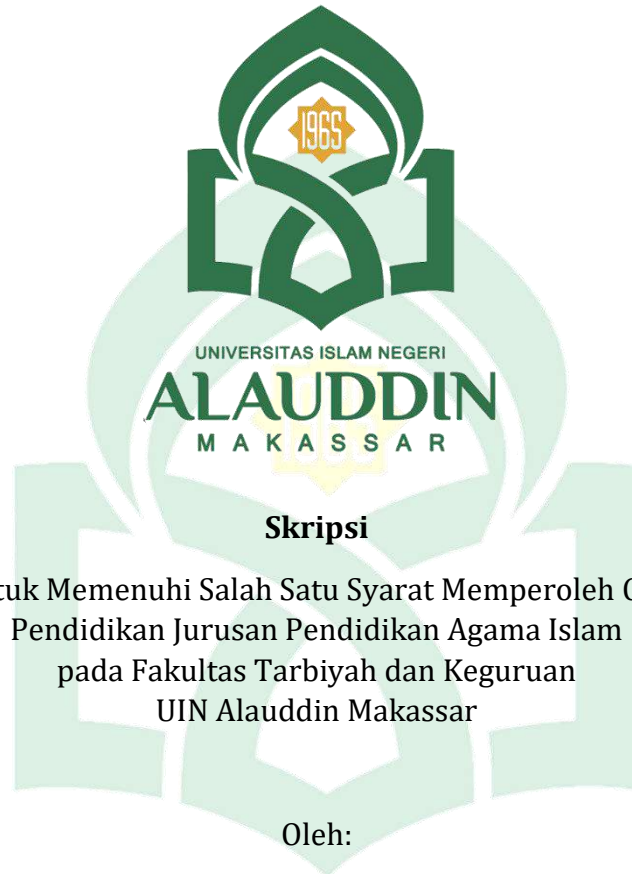 1965
UNIVERSITAS ISLAM NEGERI
ALAUDDIN
MAKASSAR
Skripsi
tuk Memenuhi Salah Satu Syarat Memperoleh
Pendidikan Jurusan Pendidikan Agama Islam
pada Fakultas Tarbiyah dan Keguruan
UIN Alauddin Makassar
Oleh: